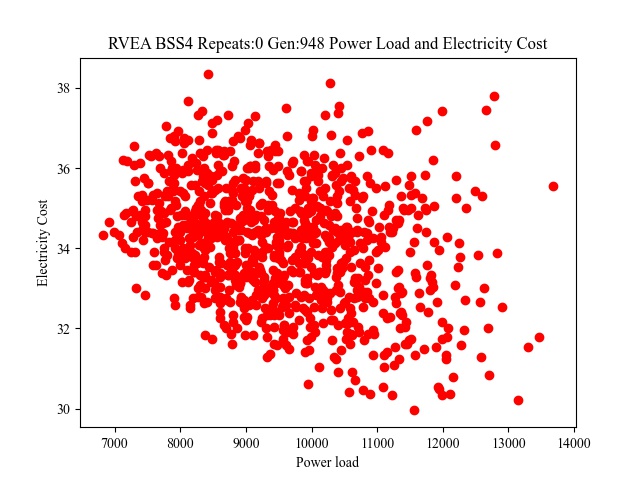 RVEA BSS4 Repeats:0 Gen:948 Power Load and Electricity Cost
38
36
34
32
30
Electricity Cost
7000 8000 9000 10000 11000 12000 13000 14000
Power load